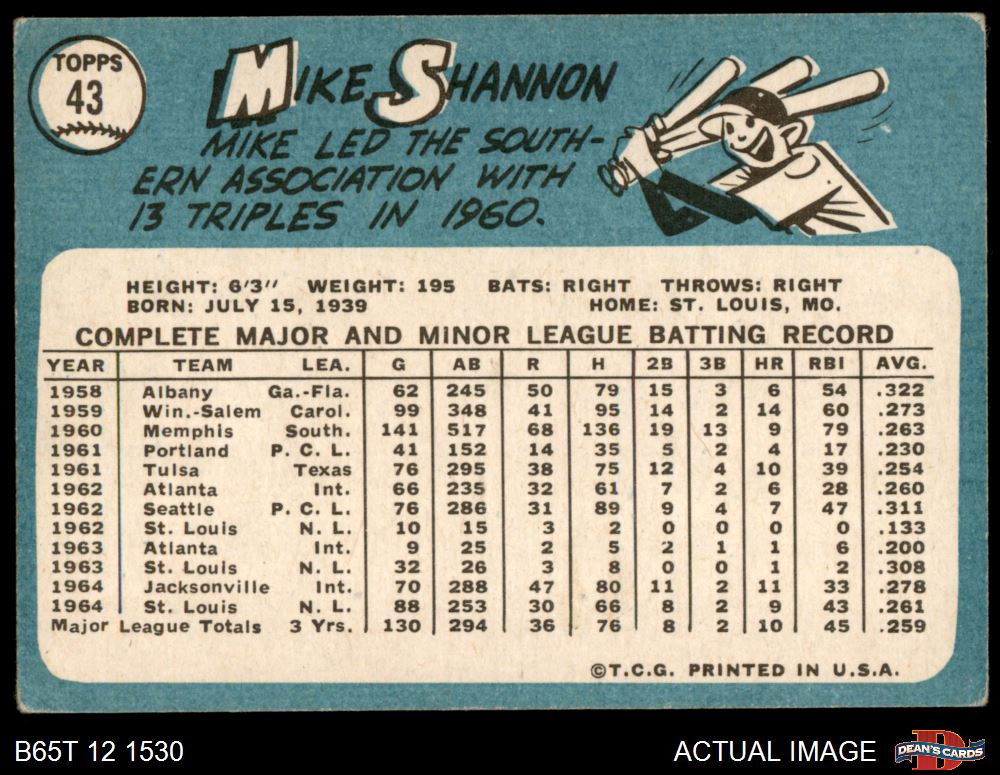 TOPPS
43
MIKE SHANNON
MIKE LED THE SOUTH-
ERN ASSOCIATION WITH
13 TRIPLES IN 1960.
HEIGHT: 6'3" WEIGHT: 195 BATS: RIGHT THROWS: RIGHT
BORN: JULY 15, 1939 HOME: ST. LOUIS, MO.
COMPLETE MAJOR AND MINOR LEAGUE BATTING RECORD
YEAR TEAM LEA. G AB R H 2B 3B HR RBI AVG.
1958 Albany Ga.-Fla. 62 245 50 79 15 3 6 54 .322
1959 Win.-Salem Carol. 99 348 41 95 14 2 14 60 .273
1960 Memphis South. 141 517 68 136 19 13 9 79 .263
1961 Portland P. C. L. 41 152 14 35 5 2 4 17 .230
1961 Tulsa Texas 76 295 38 75 12 4 10 39 .254
1962 Atlanta Int. 66 235 32 61 7 2 6 28 .260
1962 Seattle P. C. L. 76 286 31 89 9 4 7 47 .311
1962 St. Louis N. L. 10 15 3 2 0 0 0 0 .133
1963 Atlanta Int. 9 25 2 5 2 1 1 6 .200
1963 St. Louis N. L. 32 26 3 8 0 0 1 2 .308
1964 Jacksonville Int. 70 288 47 80 11 2 11 33 .278
1964 St. Louis N. L. 88 253 30 66 8 2 9 43 .261
Major League Totals 3 Yrs. 130 294 36 76 8 2 10 45 .259
©T.C.G. PRINTED IN U.S.A.
B65T 12 1530 ACTUAL IMAGE DEAN'S CARDS